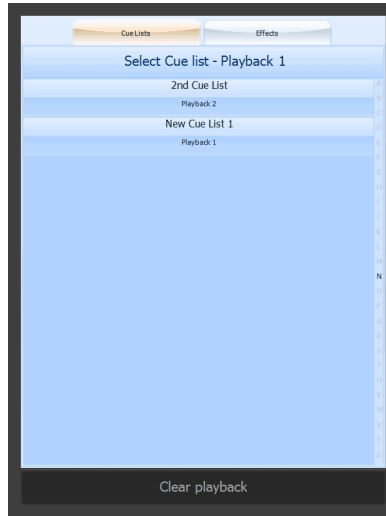 Cue Lists Effects
Select Cue list - Playback 1
2nd Cue List
Playback 2
New Cue List 1
Playback 1
A
B
C
D
E
F
G
H
I
J
K
L
M
N
O
P
Q
R
S
T
U
V
W
X
Y
Z
Clear playback